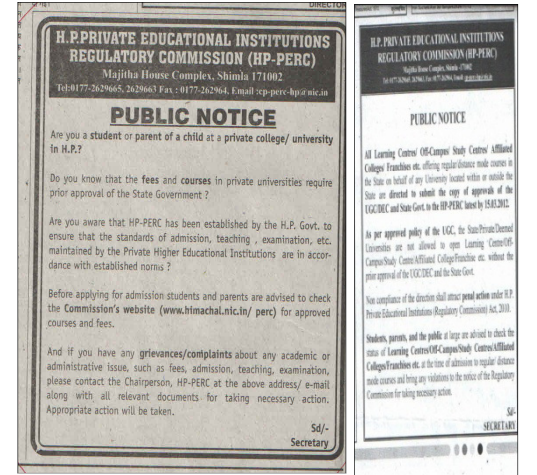 DIRECTOR
H.P.PRIVATE EDUCATIONAL INSTITUTIONS
REGULATORY COMMISSION (HP-PERC)
Majitha House Complex, Shimla 171002
Tel:0177-2629665, 2629663 Fax : 0177-262964, Email :cp-perc-hp@nic.in
PUBLIC NOTICE
Are you a student or parent of a child at a private college/ university
in H.P.?
Do you know that the fees and courses in private universities require
prior approval of the State Government ?
Are you aware that HP-PERC has been established by the H.P. Govt. to
ensure that the standards of admission, teaching , examination, etc.
maintained by the Private Higher Educational Institutions are in accor-
dance with established norms ?
Before applying for admission students and parents are advised to check
the Commission's website (www.himachal.nic.in/ perc) for approved
courses and fees.
And if you have any grievances/complaints about any academic or
administrative issue, such as fees, admission, teaching, examination,
please contact the Chairperson, HP-PERC at the above address/ e-mail
along with all relevant documents for taking necessary action.
Appropriate action will be taken.
Sd/-
Secretary
H.P. PRIVATE EDUCATIONAL INSTITUTIONS
REGULATORY COMMISSION (HP-PERC)
Majitha House Complex, Shimla -171002
PUBLIC NOTICE
All Learning Centres/ Off-Campus/ Study Centres/ Affiliated
Colleges/ Franchises etc. offering regular/distance mode courses in
the State on behalf of any University located within or outside the
State are directed to submit the copy of approvals of the
UGC/DEC and State Govt. to the HP-PERC latest by 15.03.2012.
As per approved policy of the UGC, the State/Private/Deemed
Universities are not allowed to open Learning Centre/Off-
Campus/Study Centre/Affiliated College/Franchise etc. without the
prior approval of the UGC/DEC and the State Govt.
Non compliance of the direction shall attract penal action under H.P.
Private Educational Institutions (Regulatory Commission) Act, 2010.
Students, parents, and the public at large are advised to check the
status of Learning Centres/Off-Campus/Study Centres/Affiliated
Colleges/Franchises etc. at the time of admission to regular/ distance
mode courses and bring any violations to the notice of the Regulatory
Commission for taking necessary action.
Sd/-
SECRETARY